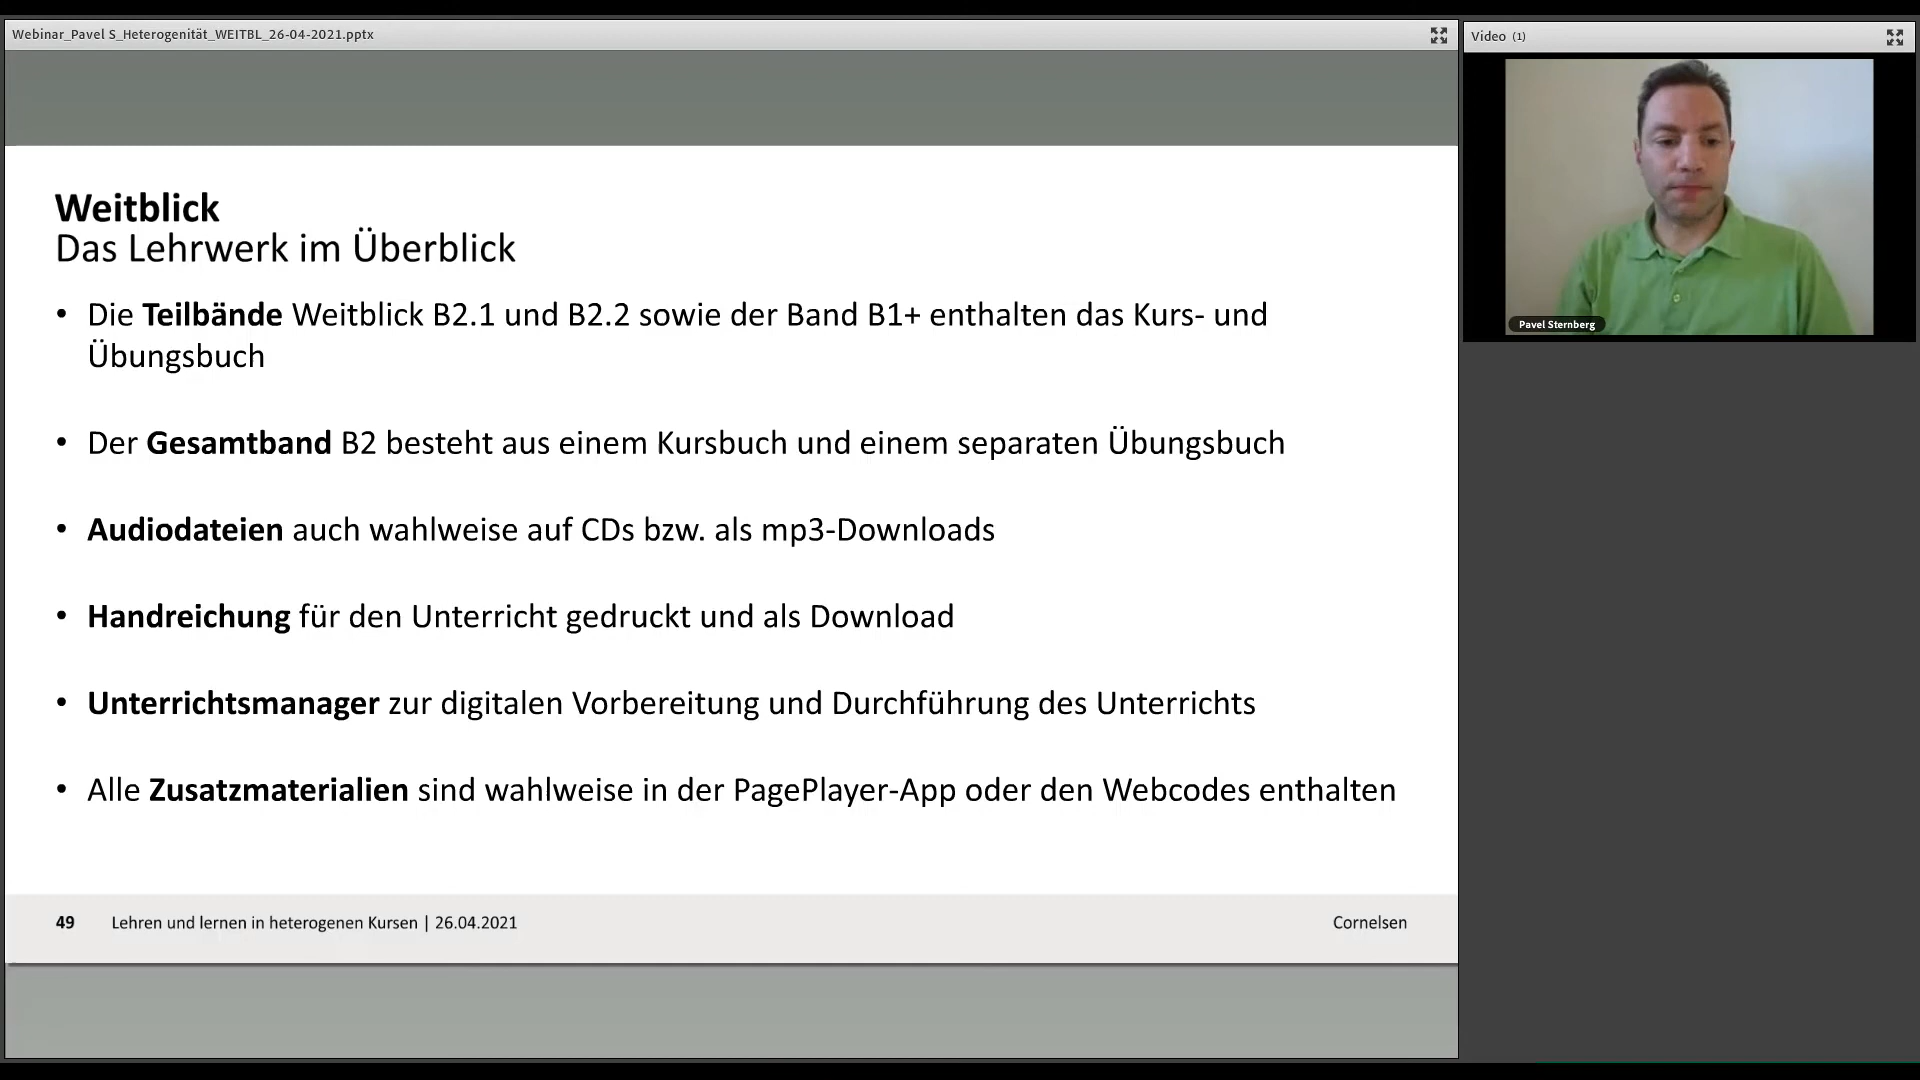 Webinar_Pavel S_Heterogenität_WEITBL_26-04-2021.pptx
Video (1)
Pavel Sternberg
Weitblick
Das Lehrwerk im Überblick
• Die Teilbände Weitblick B2.1 und B2.2 sowie der Band B1+ enthalten das Kurs- und
Übungsbuch
• Der Gesamtband B2 besteht aus einem Kursbuch und einem separaten Übungsbuch
• Audiodateien auch wahlweise auf CDs bzw. als mp3-Downloads
• Handreichung für den Unterricht gedruckt und als Download
• Unterrichtsmanager zur digitalen Vorbereitung und Durchführung des Unterrichts
• Alle Zusatzmaterialien sind wahlweise in der PagePlayer-App oder den Webcodes enthalten
49 Lehren und lernen in heterogenen Kursen | 26.04.2021 Cornelsen